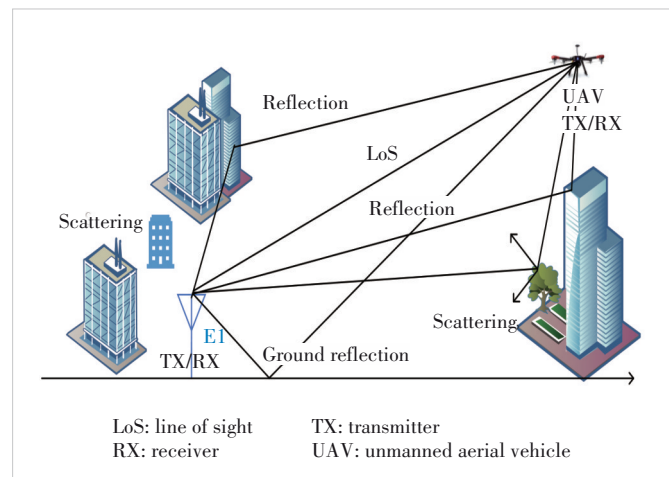 Reflection
UAV
TX/RX
LoS
Reflection
Scattering
Scattering
E1
TX/RX
Ground reflection
LoS: line of sight
TX: transmitter
RX: receiver
UAV: unmanned aerial vehicle